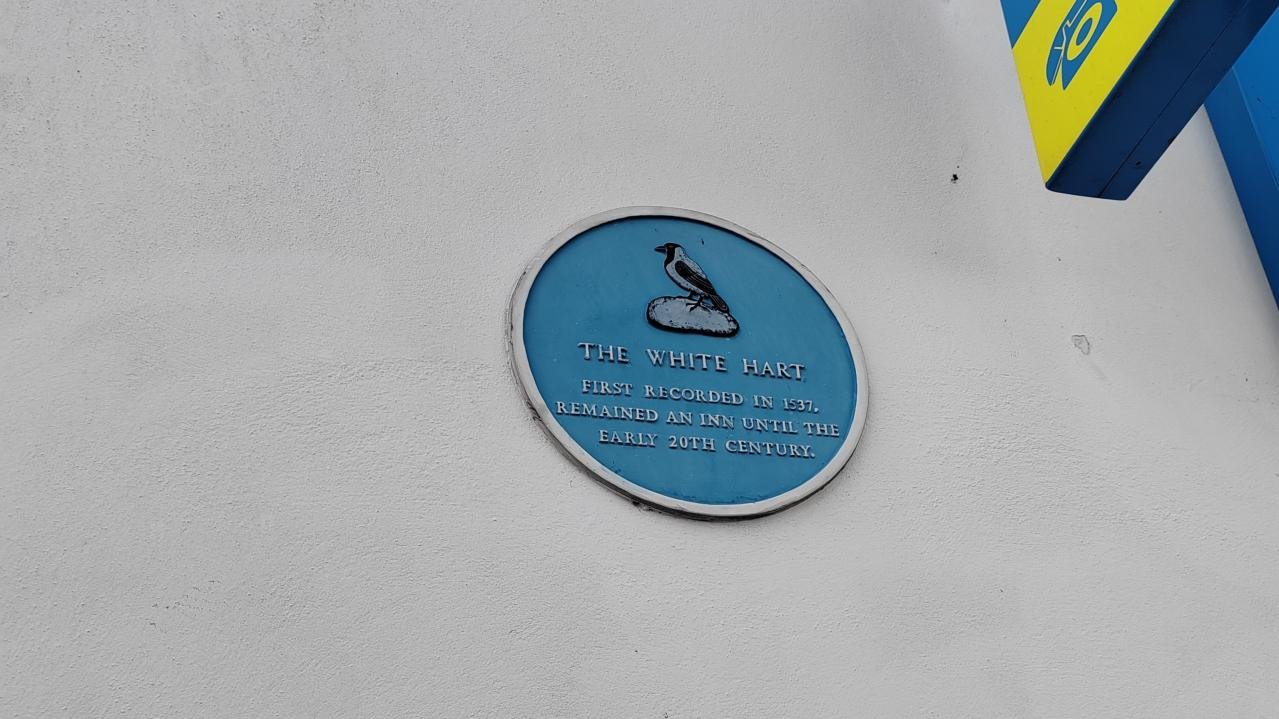 THE WHITE HART
FIRST RECORDED IN 1537.
REMAINED AN INN UNTIL THE
EARLY 20TH CENTURY.